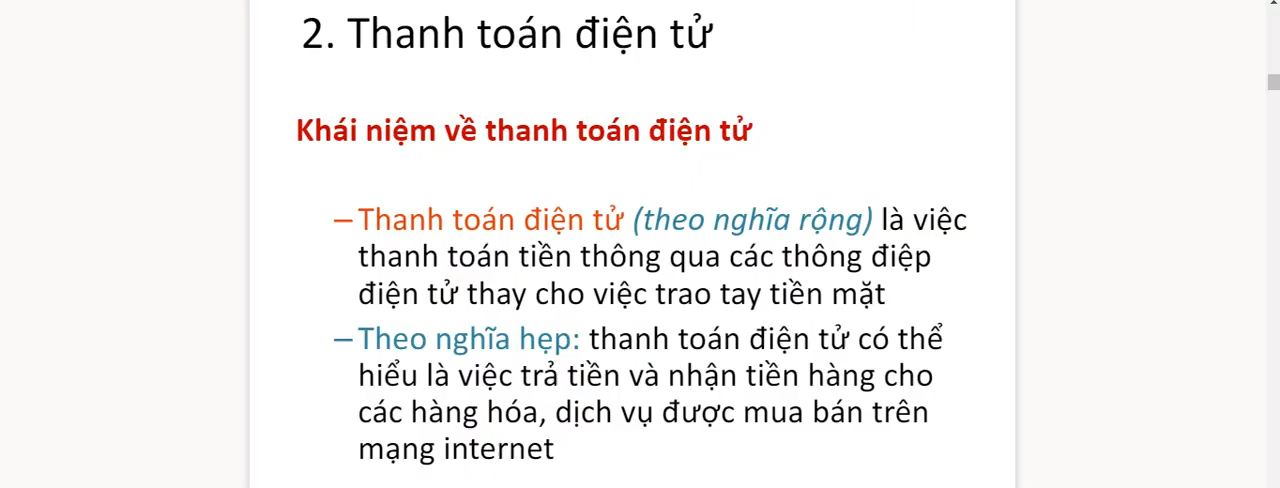 2. Thanh toán điện tử
Khái niệm về thanh toán điện tử
–Thanh toán điện tử (theo nghĩa rộng) là việc
thanh toán tiền thông qua các thông điệp
điện tử thay cho việc trao tay tiền mặt
–Theo nghĩa hẹp: thanh toán điện tử có thể
hiểu là việc trả tiền và nhận tiền hàng cho
các hàng hóa, dịch vụ được mua bán trên
mạng internet